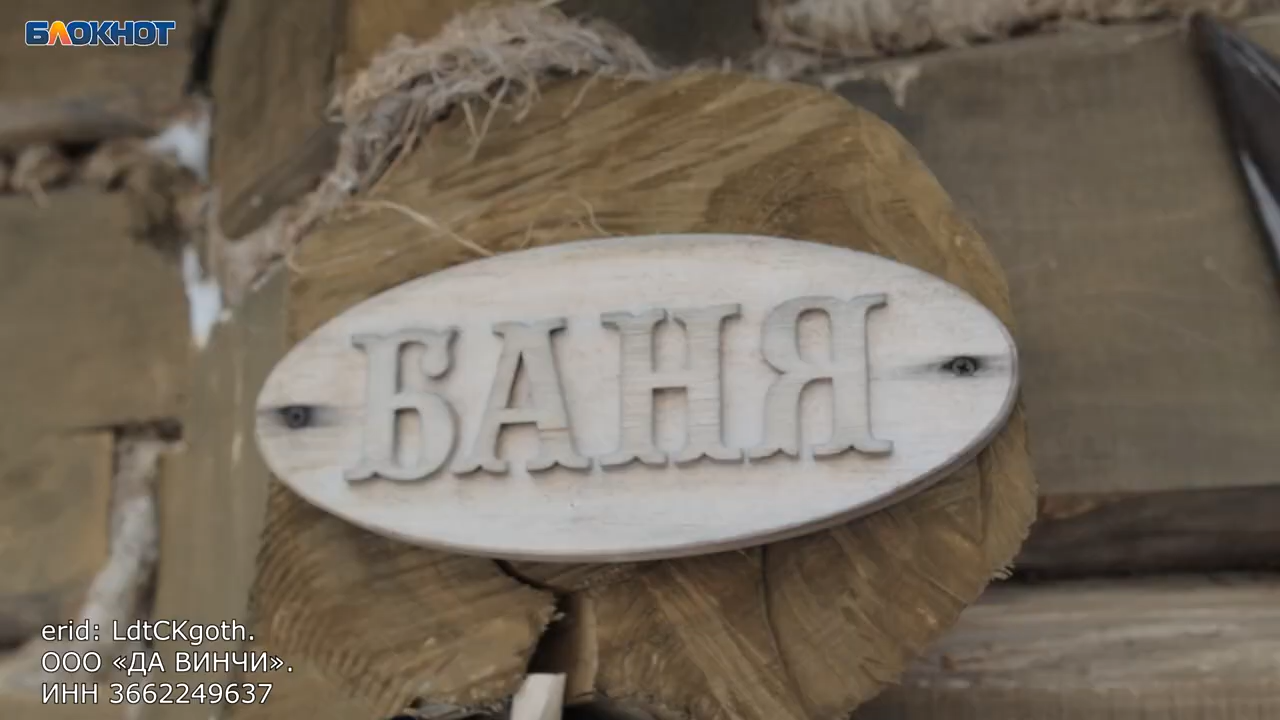 БЛОКНОТ
БАНЯ
erid: LdtCKgoth.
ООО «ДА ВИНЧИ».
ИНН 3662249637